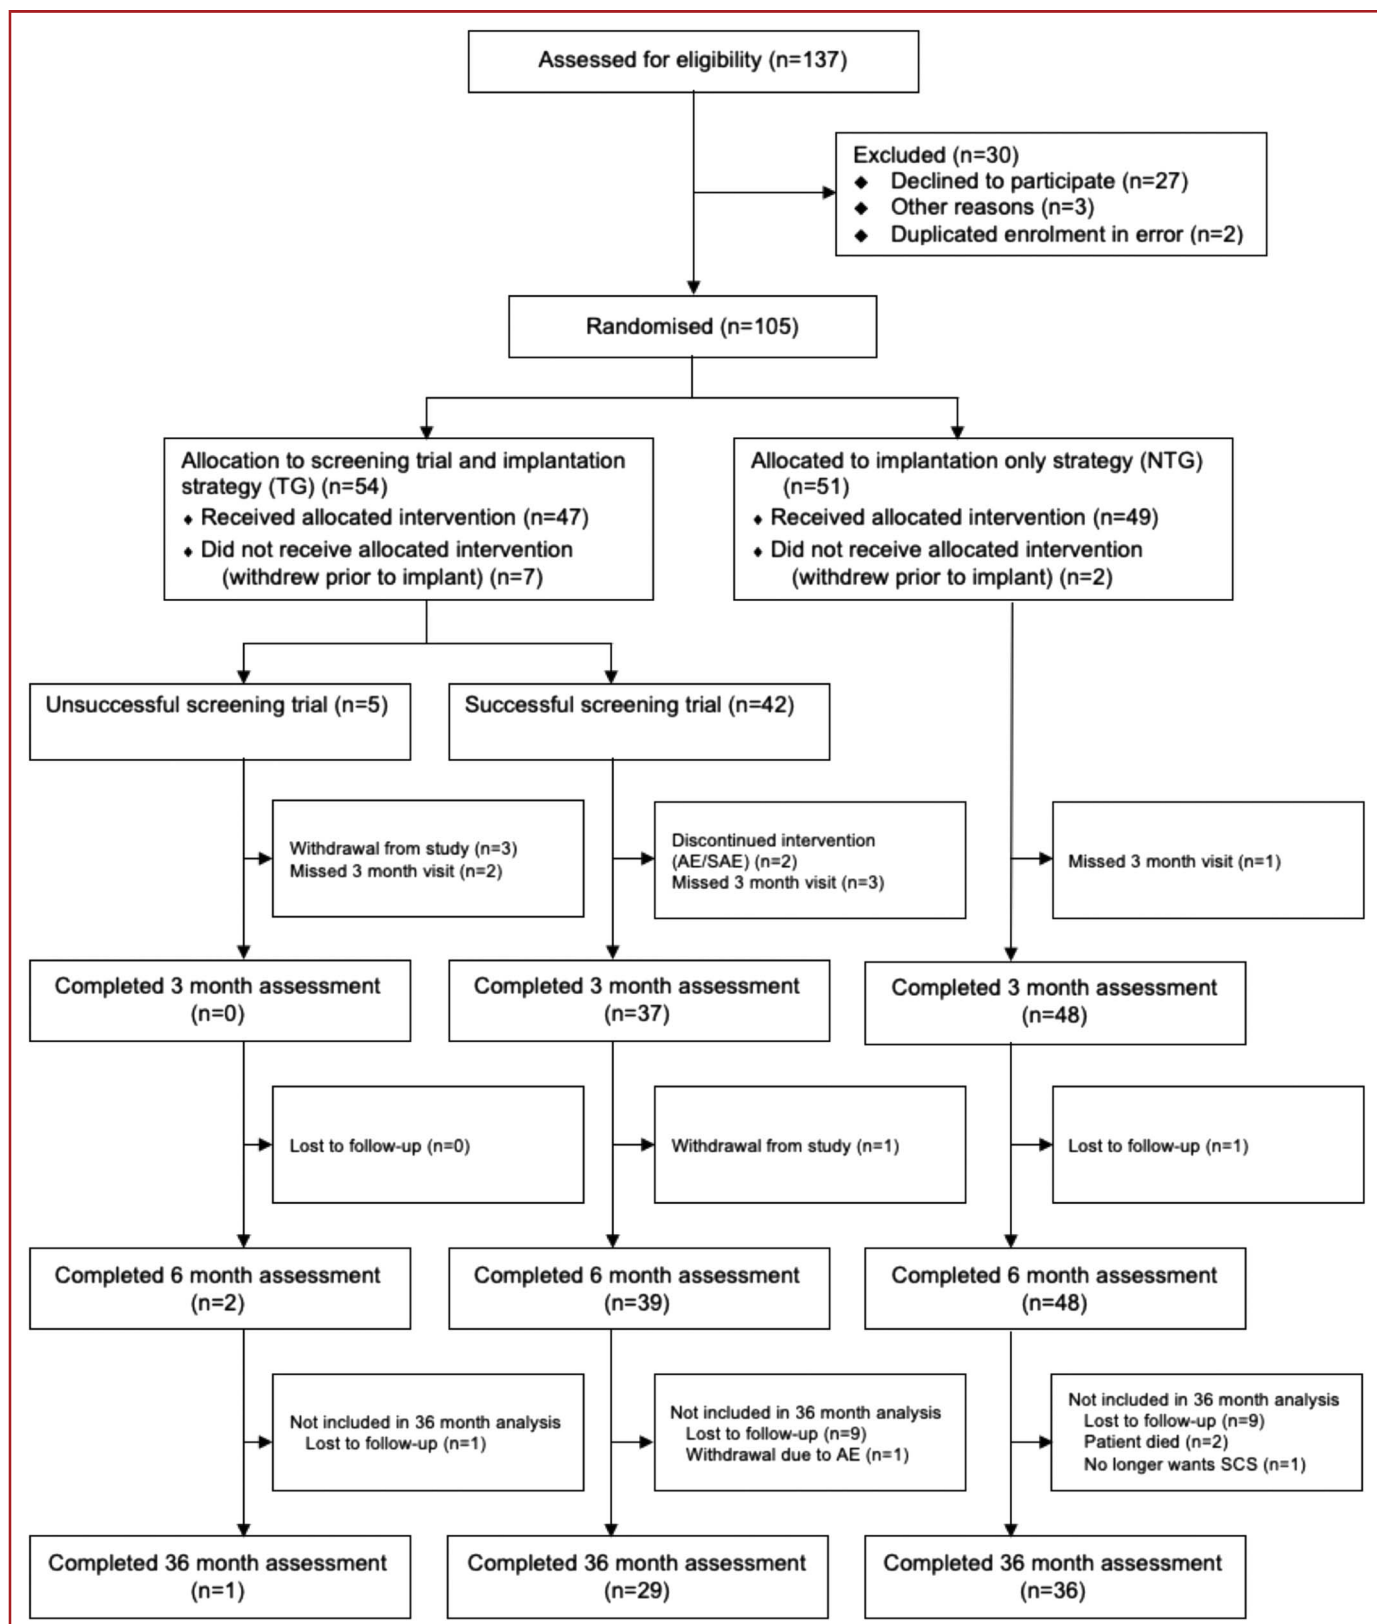 Assessed for eligibility (n=137)
Excluded (n=30)
◆ Declined to participate (n=27)
◆ Other reasons (n=3)
◆ Duplicated enrolment in error (n=2)
Randomised (n=105)
Allocation to screening trial and implantation
strategy (TG) (n=54)
♦ Received allocated intervention (n=47)
♦ Did not receive allocated intervention
(withdrew prior to implant) (n=7)
Allocated to implantation only strategy (NTG)
(n=51)
♦ Received allocated intervention (n=49)
♦ Did not receive allocated intervention
(withdrew prior to implant) (n=2)
Unsuccessful screening trial (n=5)
Successful screening trial (n=42)
Withdrawal from study (n=3)
Missed 3 month visit (n=2)
Discontinued intervention
(AE/SAE) (n=2)
Missed 3 month visit (n=3)
Missed 3 month visit (n=1)
Completed 3 month assessment
(n=0)
Completed 3 month assessment
(n=37)
Completed 3 month assessment
(n=48)
Lost to follow-up (n=0)
Withdrawal from study (n=1)
Lost to follow-up (n=1)
Completed 6 month assessment
(n=2)
Completed 6 month assessment
(n=39)
Completed 6 month assessment
(n=48)
Not included in 36 month analysis
Lost to follow-up (n=1)
Not included in 36 month analysis
Lost to follow-up (n=9)
Withdrawal due to AE (n=1)
Not included in 36 month analysis
Lost to follow-up (n=9)
Patient died (n=2)
No longer wants SCS (n=1)
Completed 36 month assessment
(n=1)
Completed 36 month assessment
(n=29)
Completed 36 month assessment
(n=36)